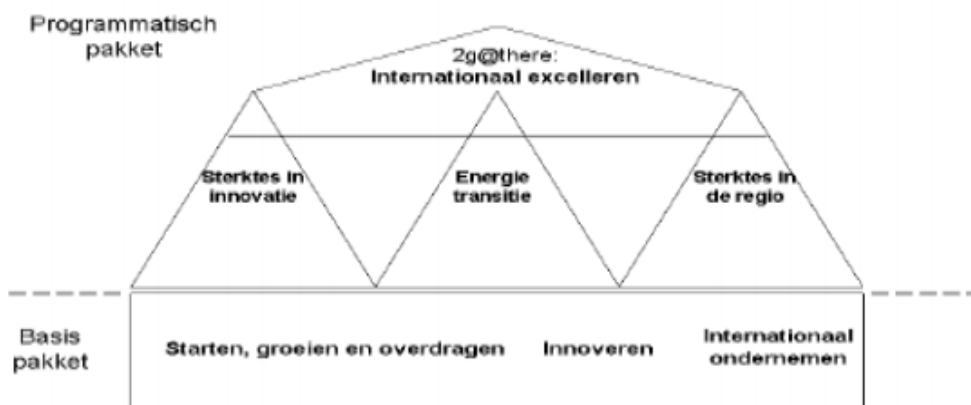 Programmatisch
pakket
2g@there:
Internationaal excelleren
Sterktes in
innovatie
Energie
transitie
Sterktes in
de regio
Basis
pakket
Starten, groeien en overdragen
Innoveren
Internationaal
ondernemen